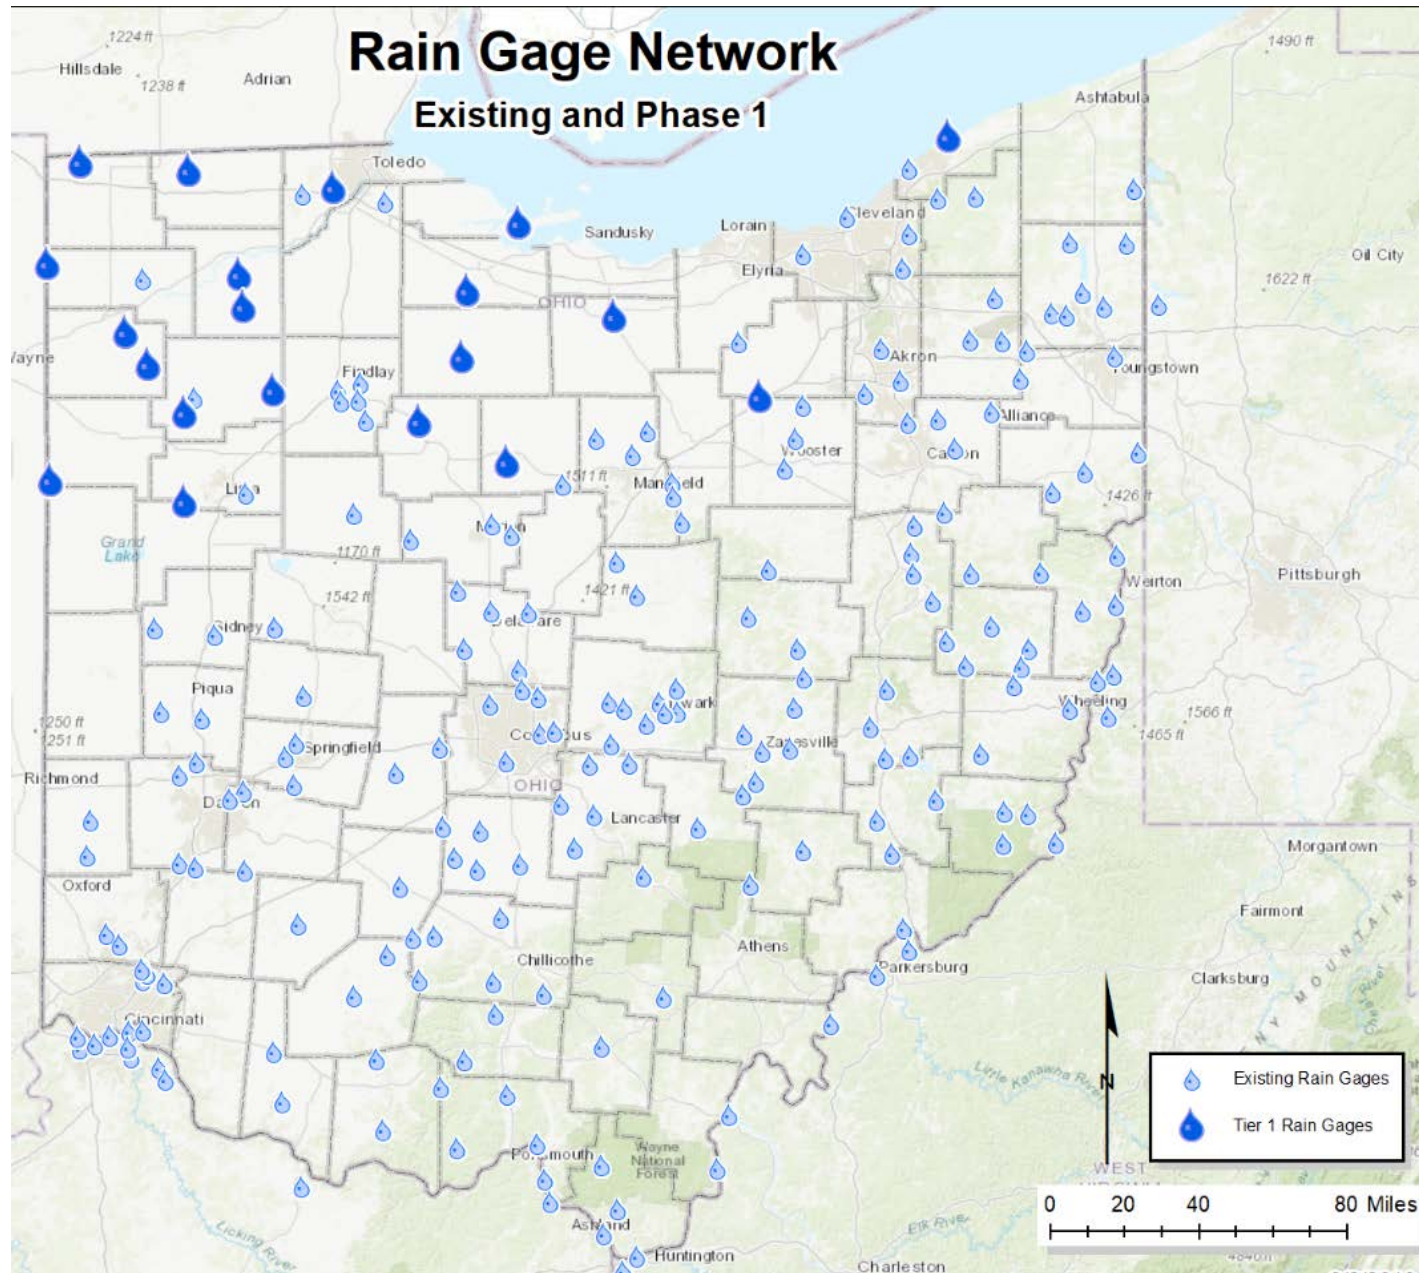 Rain Gage Network
Existing and Phase 1
1224 ft
Hillsdale
1238 ft
Adrian
1490 ft
Ashtabula
Toledo
Sandusky
Lorain
Cleveland
Elyria
OHIO
Oil City
1622 ft
Wayne
Findlay
Akron
Youngstown
Alliance
Wooster
Canton
Lima
1511 ft
Mansfield
1426 ft
Marion
Grand
Lake
1170 ft
1542 ft
1421 ft
Weirton
Pittsburgh
Sidney
Delaware
Piqua
Newark
Wheeling
1250 ft
1251 ft
1566 ft
1465 ft
Springfield
Columbus
Zanesville
Richmond
OHIO
Dayton
Lancaster
Morgantown
Oxford
Fairmont
Athens
Chillicothe
Parkersburg
Clarksburg
MOUNTAINS
Cheat River
Cincinnati
Little Kanawha River
N
Existing Rain Gages
Tier 1 Rain Gages
Wayne
National
Forest
Portsmouth
WEST
0 20 40 80 Miles
Ashland
Elk River
Licking River
Huntington
Charleston